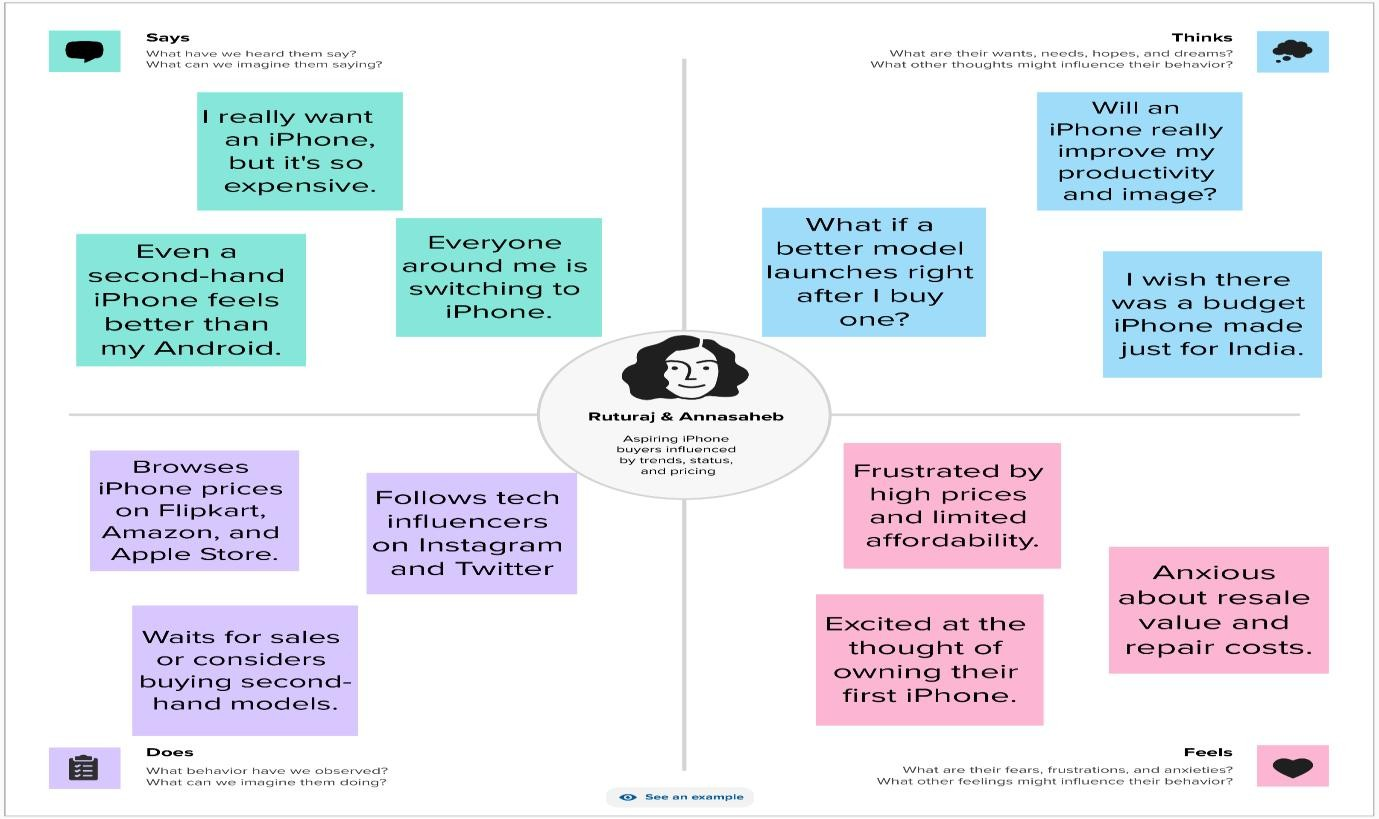 Says
What have we heard them say?
What can we imagine them saying?
I really want
an iPhone,
but it's so
expensive.
Even a
second-hand
iPhone feels
better than
my Android.
Everyone
around me is
switching to
iPhone.
Thinks
What are their wants, needs, hopes, and dreams?
What other thoughts might influence their behavior?
Will an
iPhone really
improve my
productivity
and image?
What if a
better model
launches right
after I buy
one?
I wish there
was a budget
iPhone made
just for India.
Ruturaj & Annasaheb
Aspiring iPhone
buyers influenced
by trends, status,
and pricing
Browses
iPhone prices
on Flipkart,
Amazon, and
Apple Store.
Follows tech
influencers
on Instagram
and Twitter
Waits for sales
or considers
buying second-
hand models.
Does
What behavior have we observed?
What can we imagine them doing?
Frustrated by
high prices
and limited
affordability.
Anxious
about resale
value and
repair costs.
Excited at the
thought of
owning their
first iPhone.
Feels
What are their fears, frustrations, and anxieties?
What other feelings might influence their behavior?
See an example